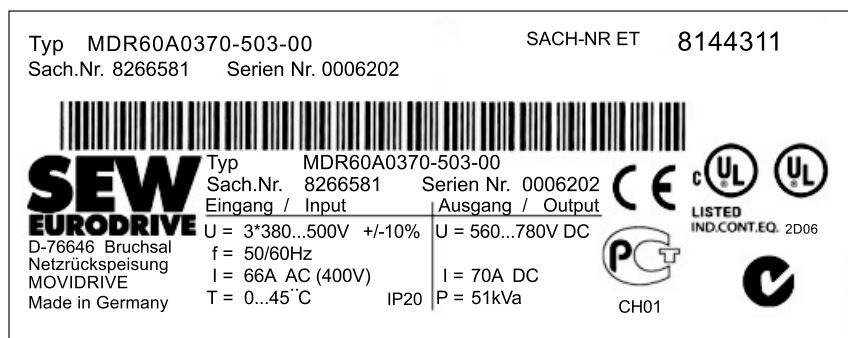 Typ MDR60A0370-503-00 SACH-NR ET 8144311
Sach.Nr. 8266581 Serien Nr. 0006202
SEW
EURODRIVE
D-76646 Bruchsal
Netzrückspeisung
MOVIDRIVE
Made in Germany
Typ MDR60A0370-503-00
Sach.Nr. 8266581 Serien Nr. 0006202
Eingang / Input Ausgang / Output
U = 3*380...500V +/-10% U = 560...780V DC
f = 50/60Hz
I = 66A AC (400V) I = 70A DC
T = 0...45¨C IP20 P = 51kVa
CE
C UL UL
LISTED
IND.CONT.EQ. 2D06
PCT
CH01